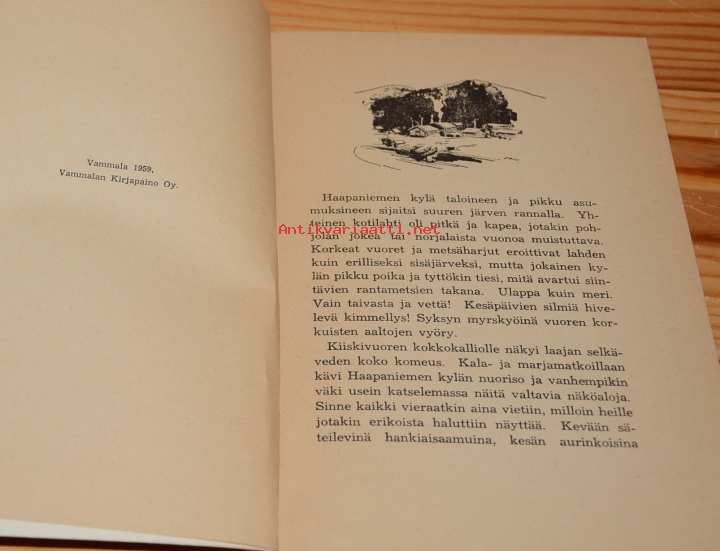 Vammala 1959,
Vammalan Kirjapaino Oy.
Haapaniemen kylä taloineen ja pikku asu-
muksineen sijaitsi suuren järven rannalla. Yh-
teinen kotilahti oli pitkä ja kapea, jotakin poh-
jolan jokea tai norjalaista vuonoa muistuttava.
Antikvariaatti.net
Korkeat vuoret ja metsäharjut eroittivat lahden
kuin erilliseksi sisäjärveksi, mutta jokainen ky-
län pikku poika ja tyttökin tiesi, mitä avartui siin-
tävien rantametsien takana. Ulappa kuin meri.
Vain taivasta ja vettä! Kesäpäivien silmiä hive-
levä kimmellys! Syksyn myrskyöinä vuoren kor-
kuisten aaltojen vyöry.
Kiiskivuoren kokkokalliolle näkyi laajan selkä-
veden koko komeus. Kala- ja marjamatkoillaan
kävi Haapaniemen kylän nuoriso ja vanhempikin
väki usein katselemassa näitä valtavia näköaloja.
Sinne kaikki vieraatkin aina vietiin, milloin heille
jotakin erikoista haluttiin näyttää. Kevään sä-
teilevinä hankiaisaamuina, kesän aurinkoisina